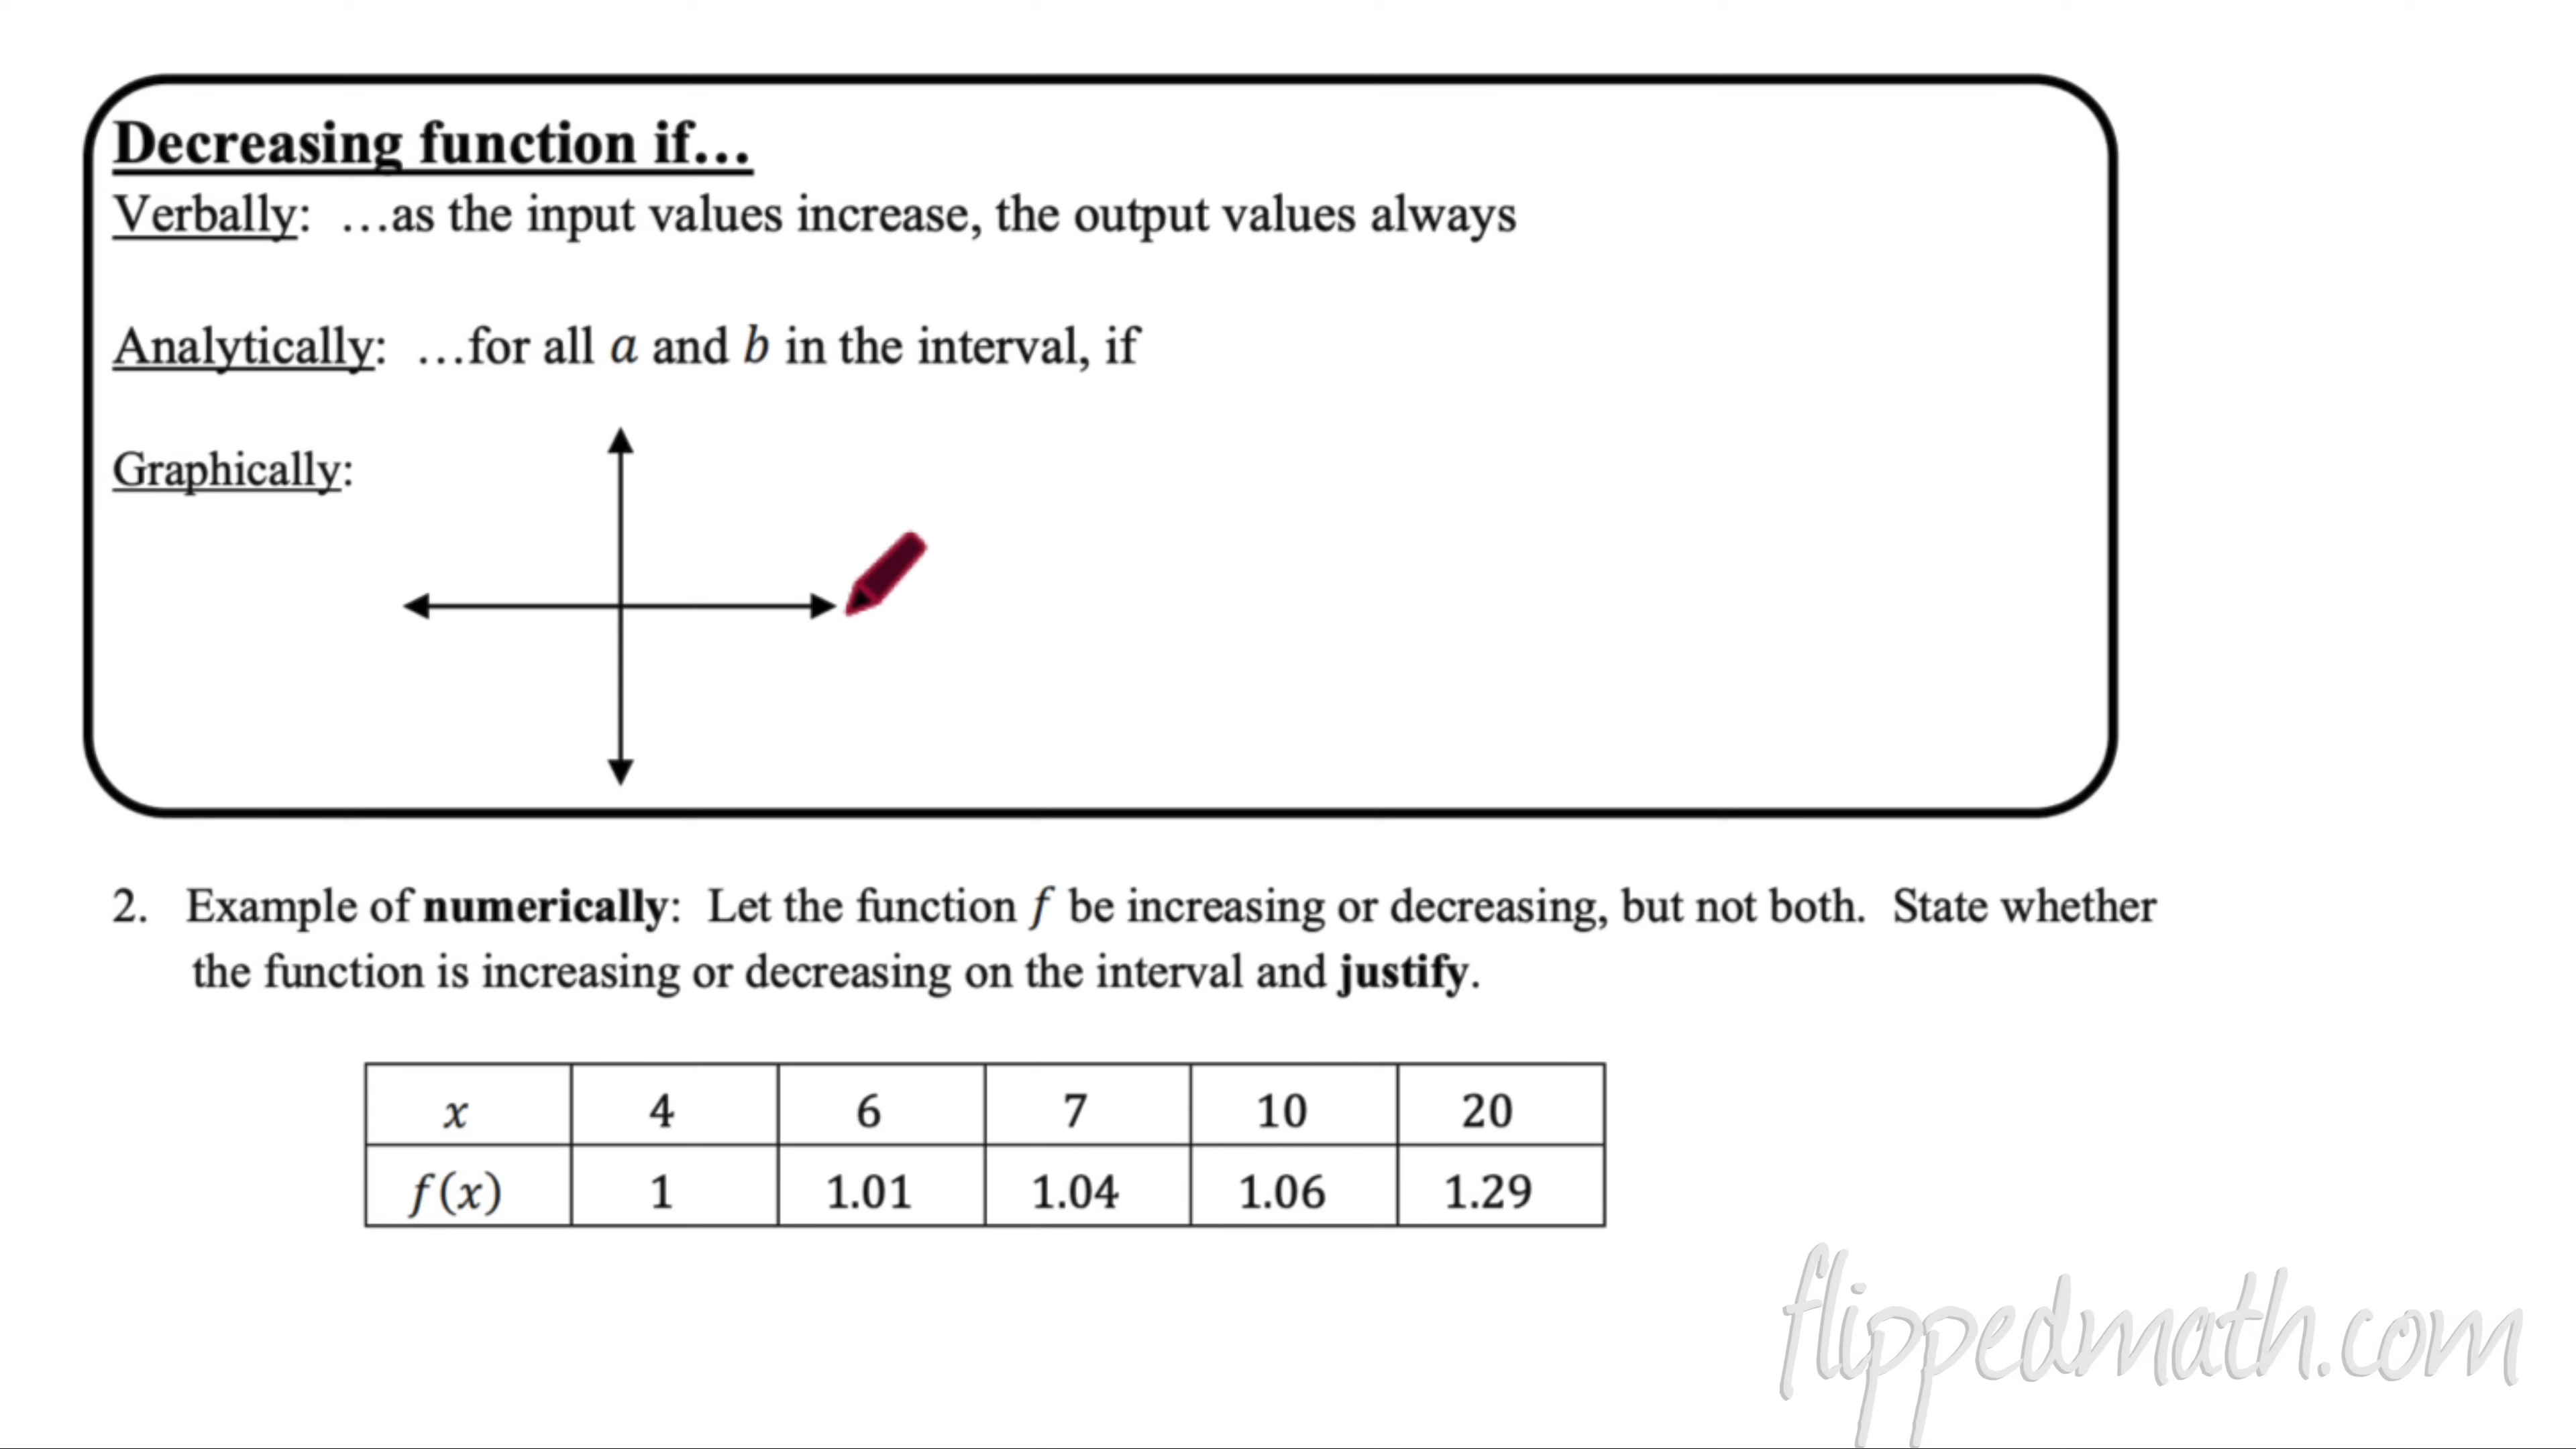 Decreasing function if...
Verbally: ...as the input values increase, the output values always
Analytically: ...for all a and b in the interval, if
Graphically:
2. Example of numerically: Let the function f be increasing or decreasing, but not both. State whether
the function is increasing or decreasing on the interval and justify.
x 4 6 7 10 20
f(x) 1 1.01 1.04 1.06 1.29
flippedmath.com